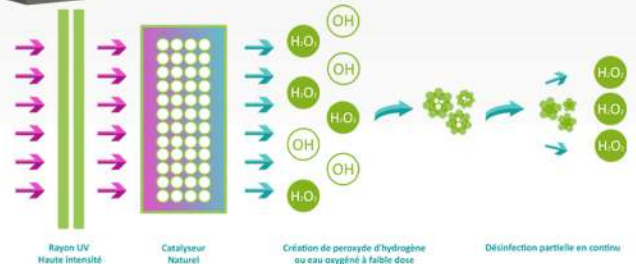 OH
H₂O₂
OH
H₂O₂
H₂O₂
OH
OH
H₂O₂
H₂O₂
H₂O₂
H₂O₂
Rayon UV
Haute intensité
Catalyseur
Naturel
Création de peroxyde d'hydrogène
ou eau oxygéné à faible dose
Désinfection partielle en continu